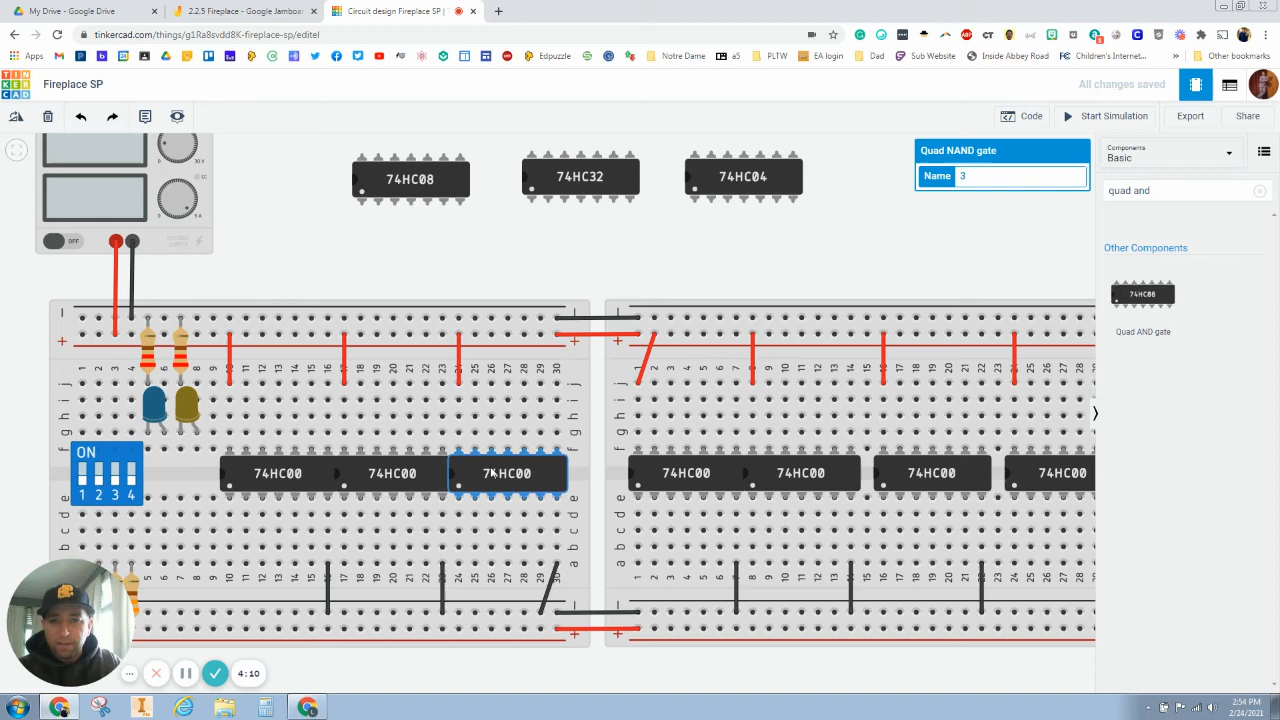 My Drive - Google Drive
2.2.5 Fireplace - Google Jamboard
Circuit design Fireplace SP
tinkercad.com/things/g1Ra8svdd8K-fireplace-sp/editel
Apps
Edpuzzle
Notre Dame
a5
PLTW
EA login
Dad
Sub Website
Inside Abbey Road
Children's Internet...
Other bookmarks
TIN
KER
CAD
Fireplace SP
All changes saved
Code
Start Simulation
Export
Share
Quad NAND gate
Name 3
Components
Basic
quad and
Other Components
74HC08
Quad AND gate
74HC08
74HC32
74HC04
OFF
ON
1 2 3 4
74HC00
74HC00
74HC00
74HC00
74HC00
74HC00
74HC00
4:10
2:54 PM
2/24/2021